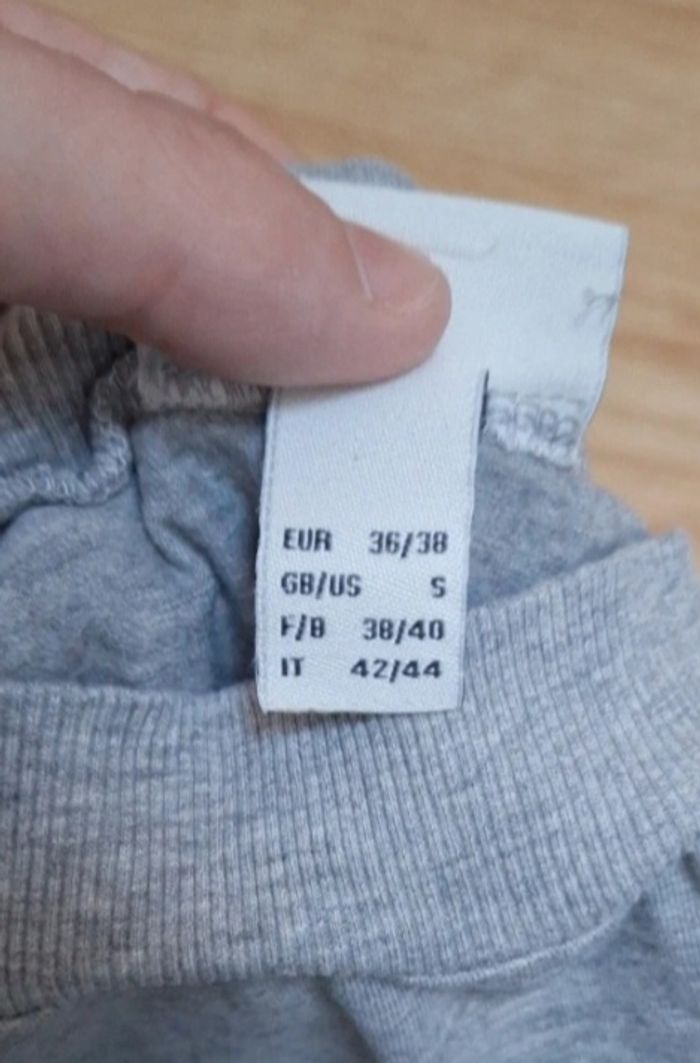 EUR 36/38
GB/US S
F/B 38/40
IT 42/44